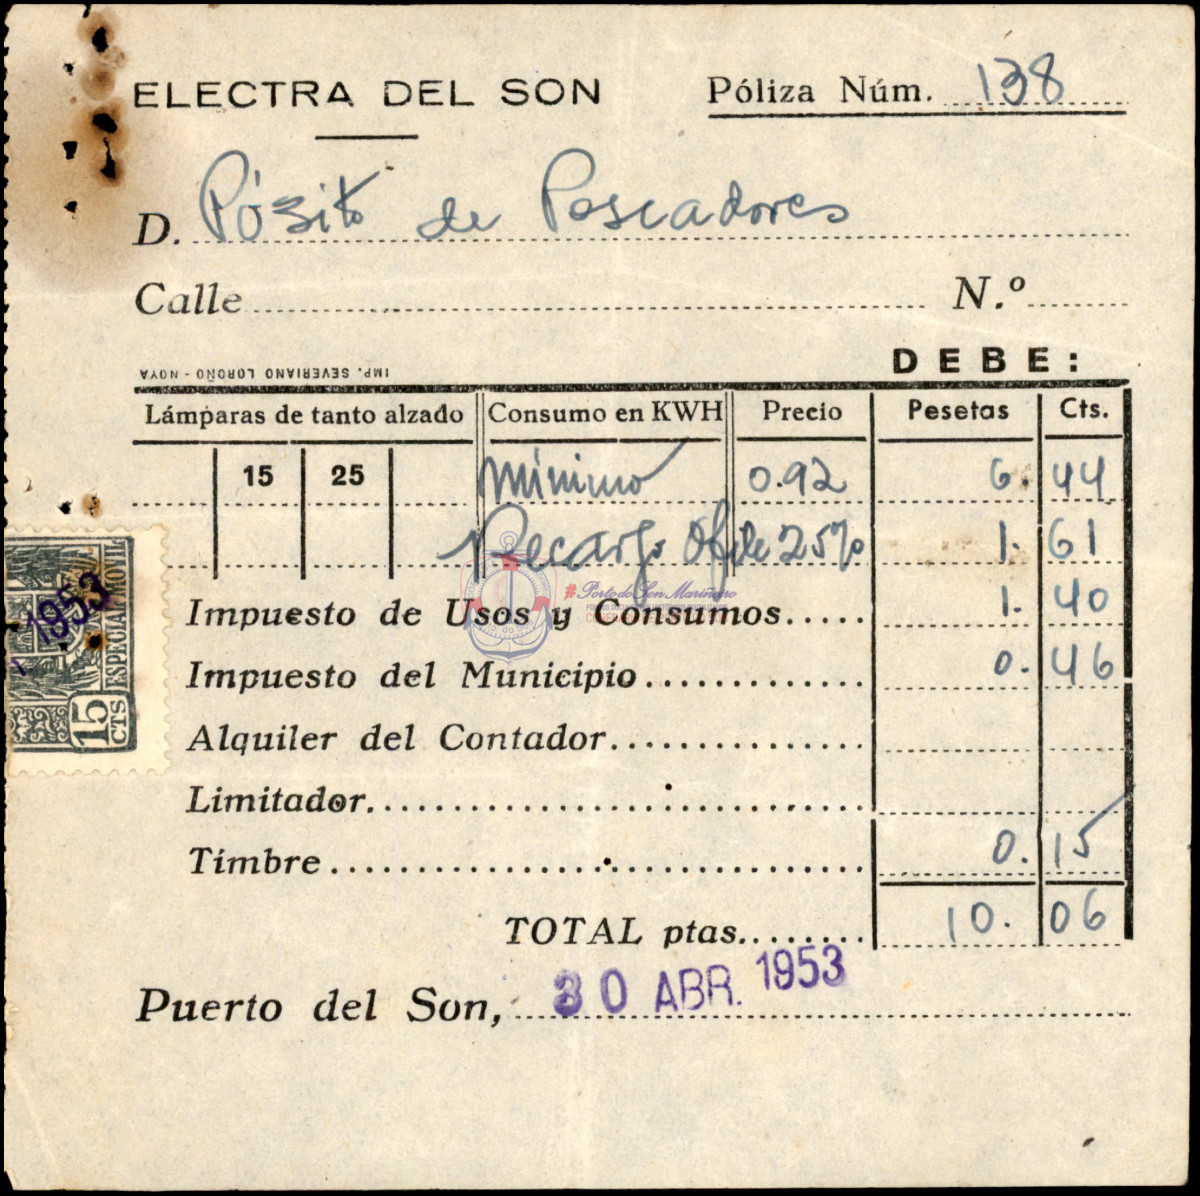 ELECTRA DEL SON
Póliza Núm. 138
D. Pósito de Pescadores
Calle N.º
IMP. SEVERIANO LOROÑO - NOYA
DEBE:
Lámparas de tanto alzado Consumo en KWH Precio Pesetas Cts.
15 25 Mínimo 0.92 6. 44
Recargo Ofile 25% 1. 61
#PortodoSonMariñeiro
Impuesto de Usos y Consumos..... 1. 40
Impuesto del Municipio............. 0. 46
Alquiler del Contador...............
Limitador.............................
Timbre............................... 0. 15
TOTAL ptas......... 10. 06
Puerto del Son, 30 ABR. 1953
1953
ESPECIAL MOVIL
15 CTS